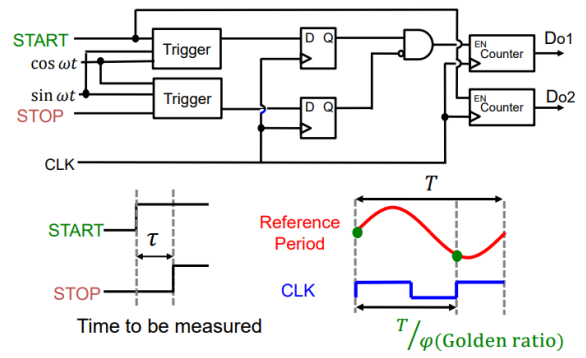 START
cos ωt
sin ωt
STOP
CLK
Trigger
Trigger
D Q
D Q
EN
Counter
Do1
EN
Counter
Do2
START
τ
STOP
Time to be measured
T
Reference
Period
CLK
T/φ(Golden ratio)